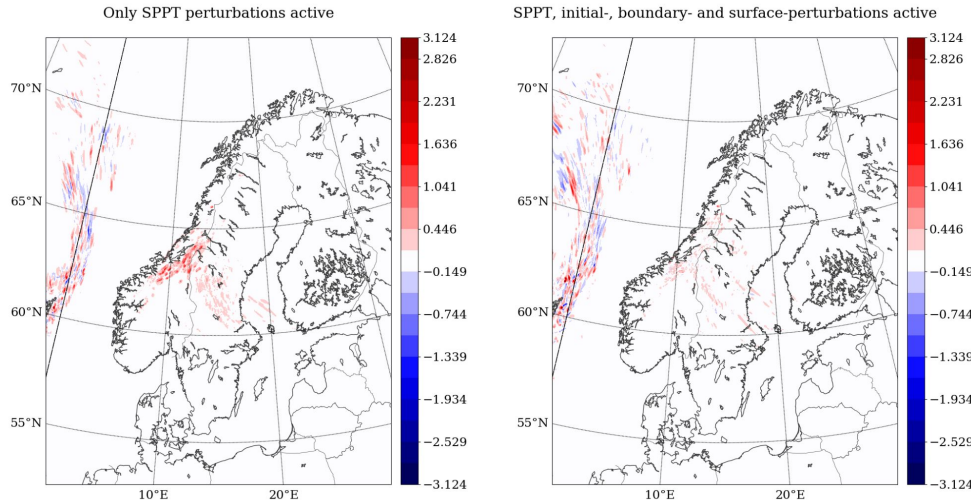 Only SPPT perturbations active
70°N
65°N
60°N
55°N
10°E
20°E
3.124
2.826
2.231
1.636
1.041
0.446
−0.149
−0.744
−1.339
−1.934
−2.529
−3.124
SPPT, initial-, boundary- and surface-perturbations active
70°N
65°N
60°N
55°N
10°E
20°E
3.124
2.826
2.231
1.636
1.041
0.446
−0.149
−0.744
−1.339
−1.934
−2.529
−3.124